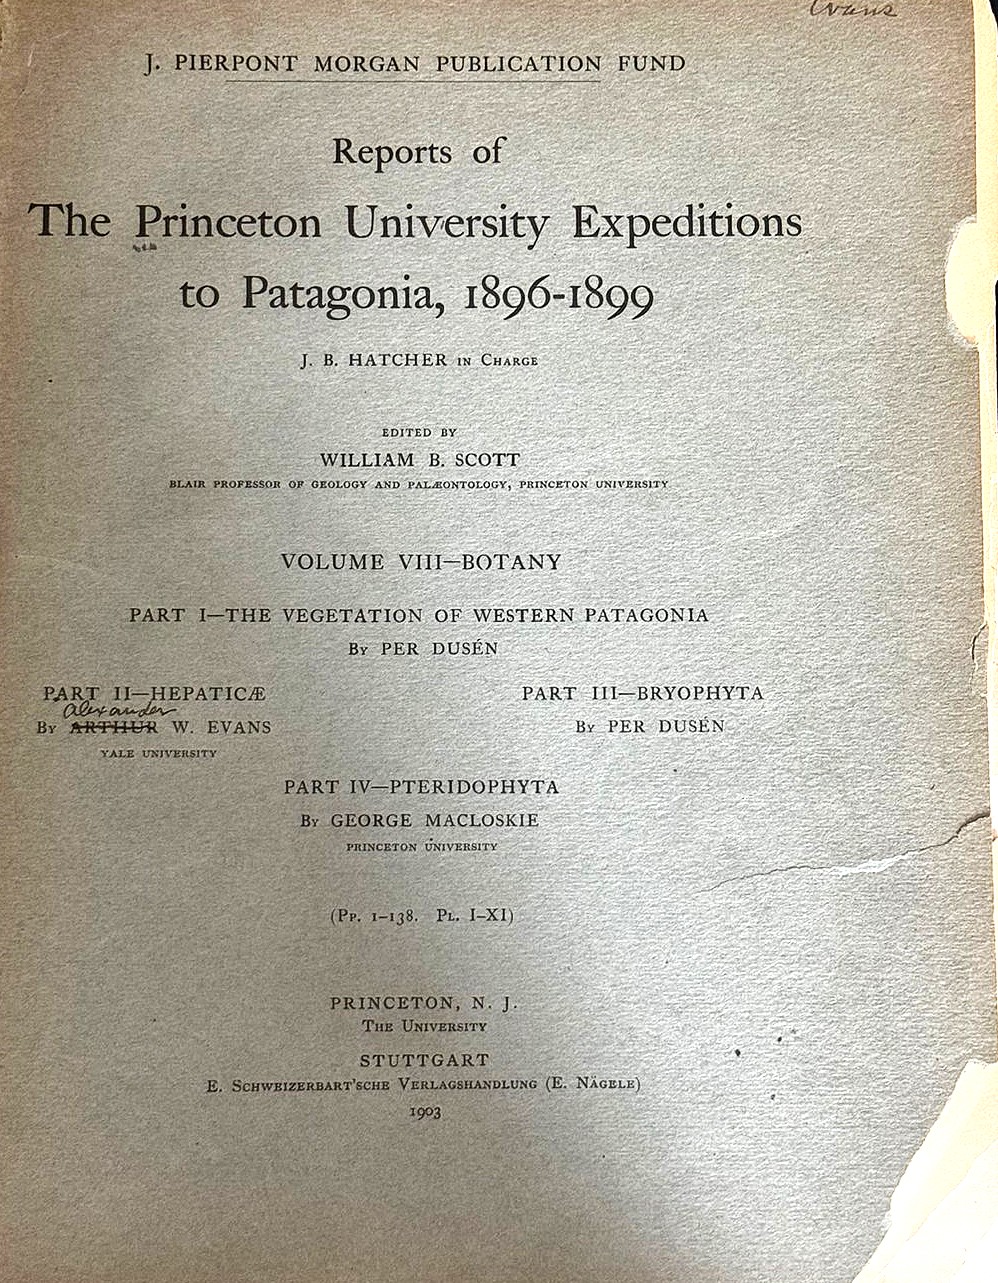 Evans
J. PIERPONT MORGAN PUBLICATION FUND
Reports of
The Princeton University Expeditions
to Patagonia, 1896-1899
J. B. HATCHER IN CHARGE
EDITED BY
WILLIAM B. SCOTT
BLAIR PROFESSOR OF GEOLOGY AND PALÆONTOLOGY, PRINCETON UNIVERSITY
VOLUME VIII—BOTANY
PART I—THE VEGETATION OF WESTERN PATAGONIA
BY PER DUSÉN
PART II—HEPATICÆ
Alexander
BY ARTHUR W. EVANS
YALE UNIVERSITY
PART III—BRYOPHYTA
BY PER DUSÉN
PART IV—PTERIDOPHYTA
BY GEORGE MACLOSKIE
PRINCETON UNIVERSITY
(PP. 1–138. PL. I–XI)
PRINCETON, N. J.
THE UNIVERSITY
STUTTGART
E. SCHWEIZERBART'SCHE VERLAGSHANDLUNG (E. NÄGELE)
1903